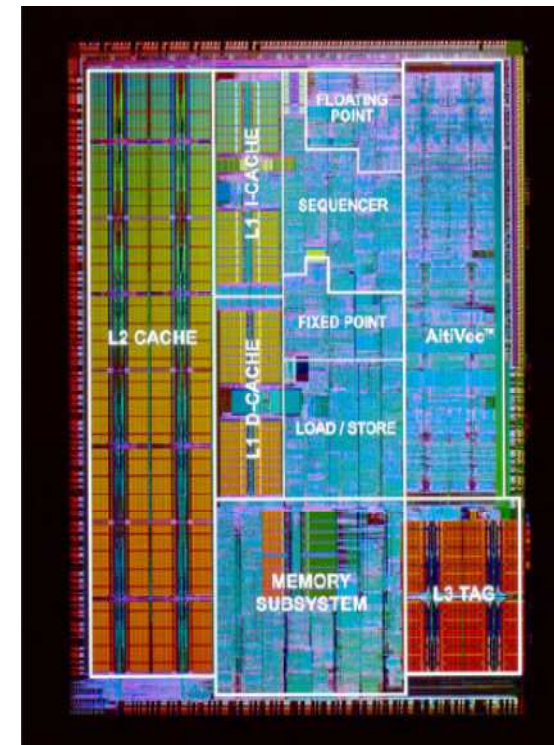 FLOATING
POINT
L1 I-CACHE
SEQUENCER
L2 CACHE
FIXED POINT
AltiVec™
L1 D-CACHE
LOAD / STORE
MEMORY
SUBSYSTEM
L3 TAG